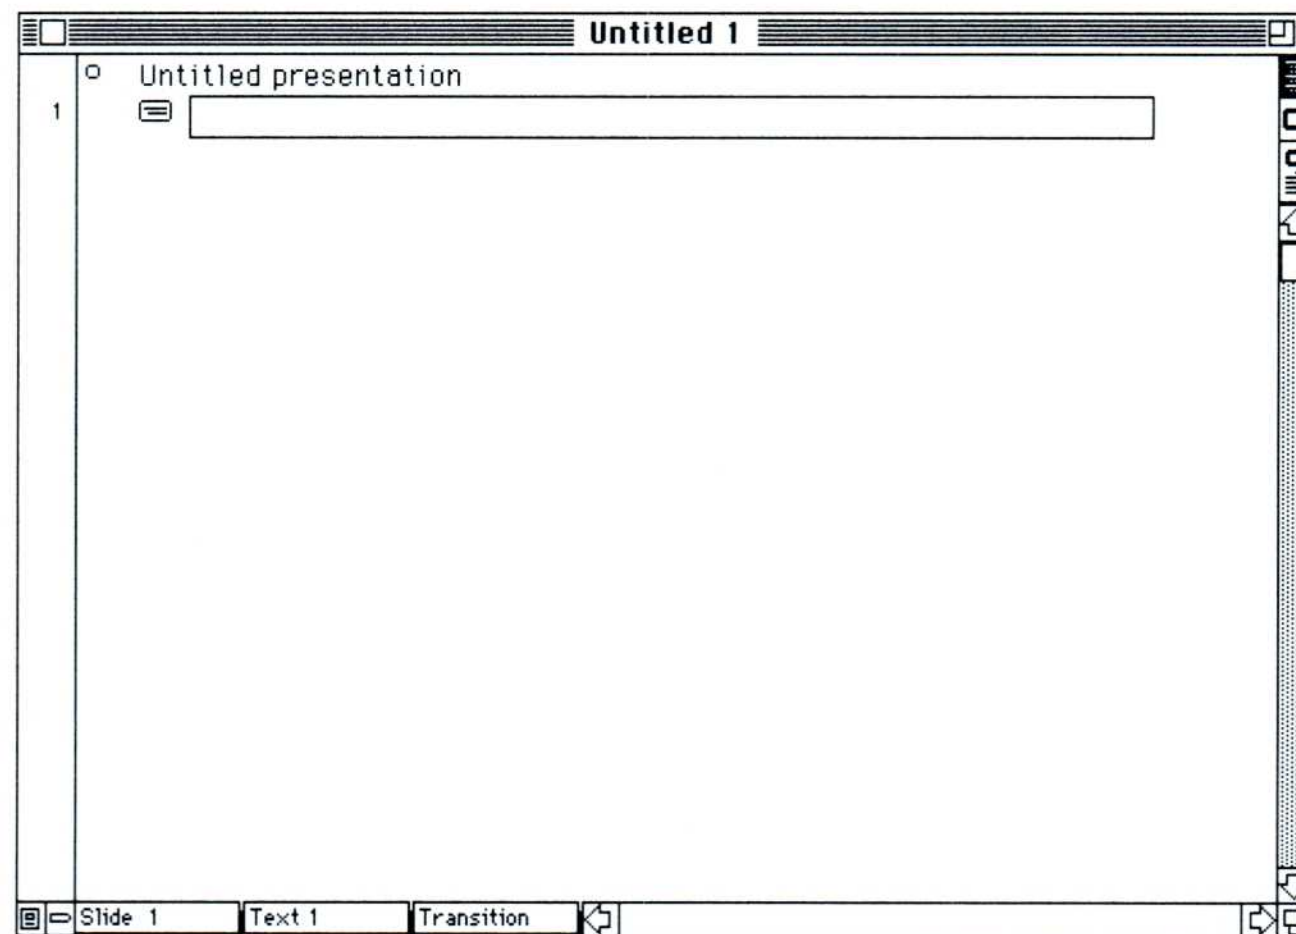 Untitled 1
Untitled presentation
1
Slide 1
Text 1
Transition